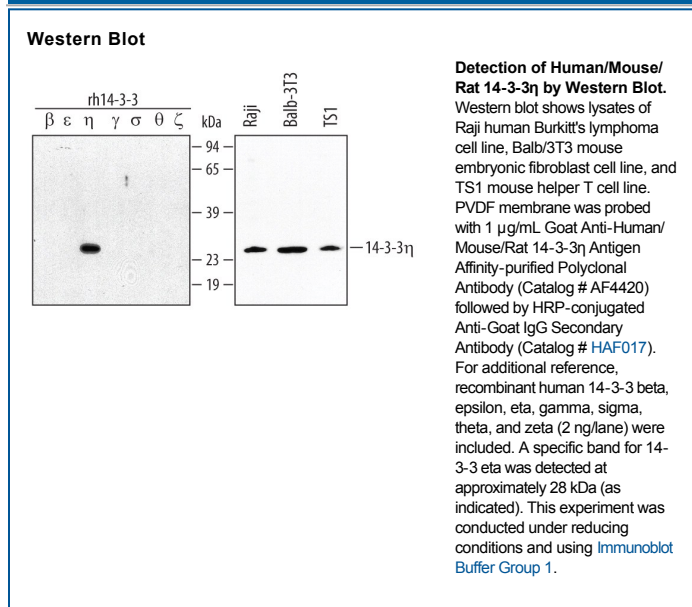 Western Blot
rh14-3-3
β ε η γ σ θ ζ
kDa
Raji
Balb-3T3
TS1
94
65
39
23
19
14-3-3η
Detection of Human/Mouse/
Rat 14-3-3η by Western Blot.
Western blot shows lysates of
Raji human Burkitt's lymphoma
cell line, Balb/3T3 mouse
embryonic fibroblast cell line, and
TS1 mouse helper T cell line.
PVDF membrane was probed
with 1 µg/mL Goat Anti-Human/
Mouse/Rat 14-3-3η Antigen
Affinity-purified Polyclonal
Antibody (Catalog # AF4420)
followed by HRP-conjugated
Anti-Goat IgG Secondary
Antibody (Catalog # HAF017).
For additional reference,
recombinant human 14-3-3 beta,
epsilon, eta, gamma, sigma,
theta, and zeta (2 ng/lane) were
included. A specific band for 14-
3-3 eta was detected at
approximately 28 kDa (as
indicated). This experiment was
conducted under reducing
conditions and using Immunoblot
Buffer Group 1.